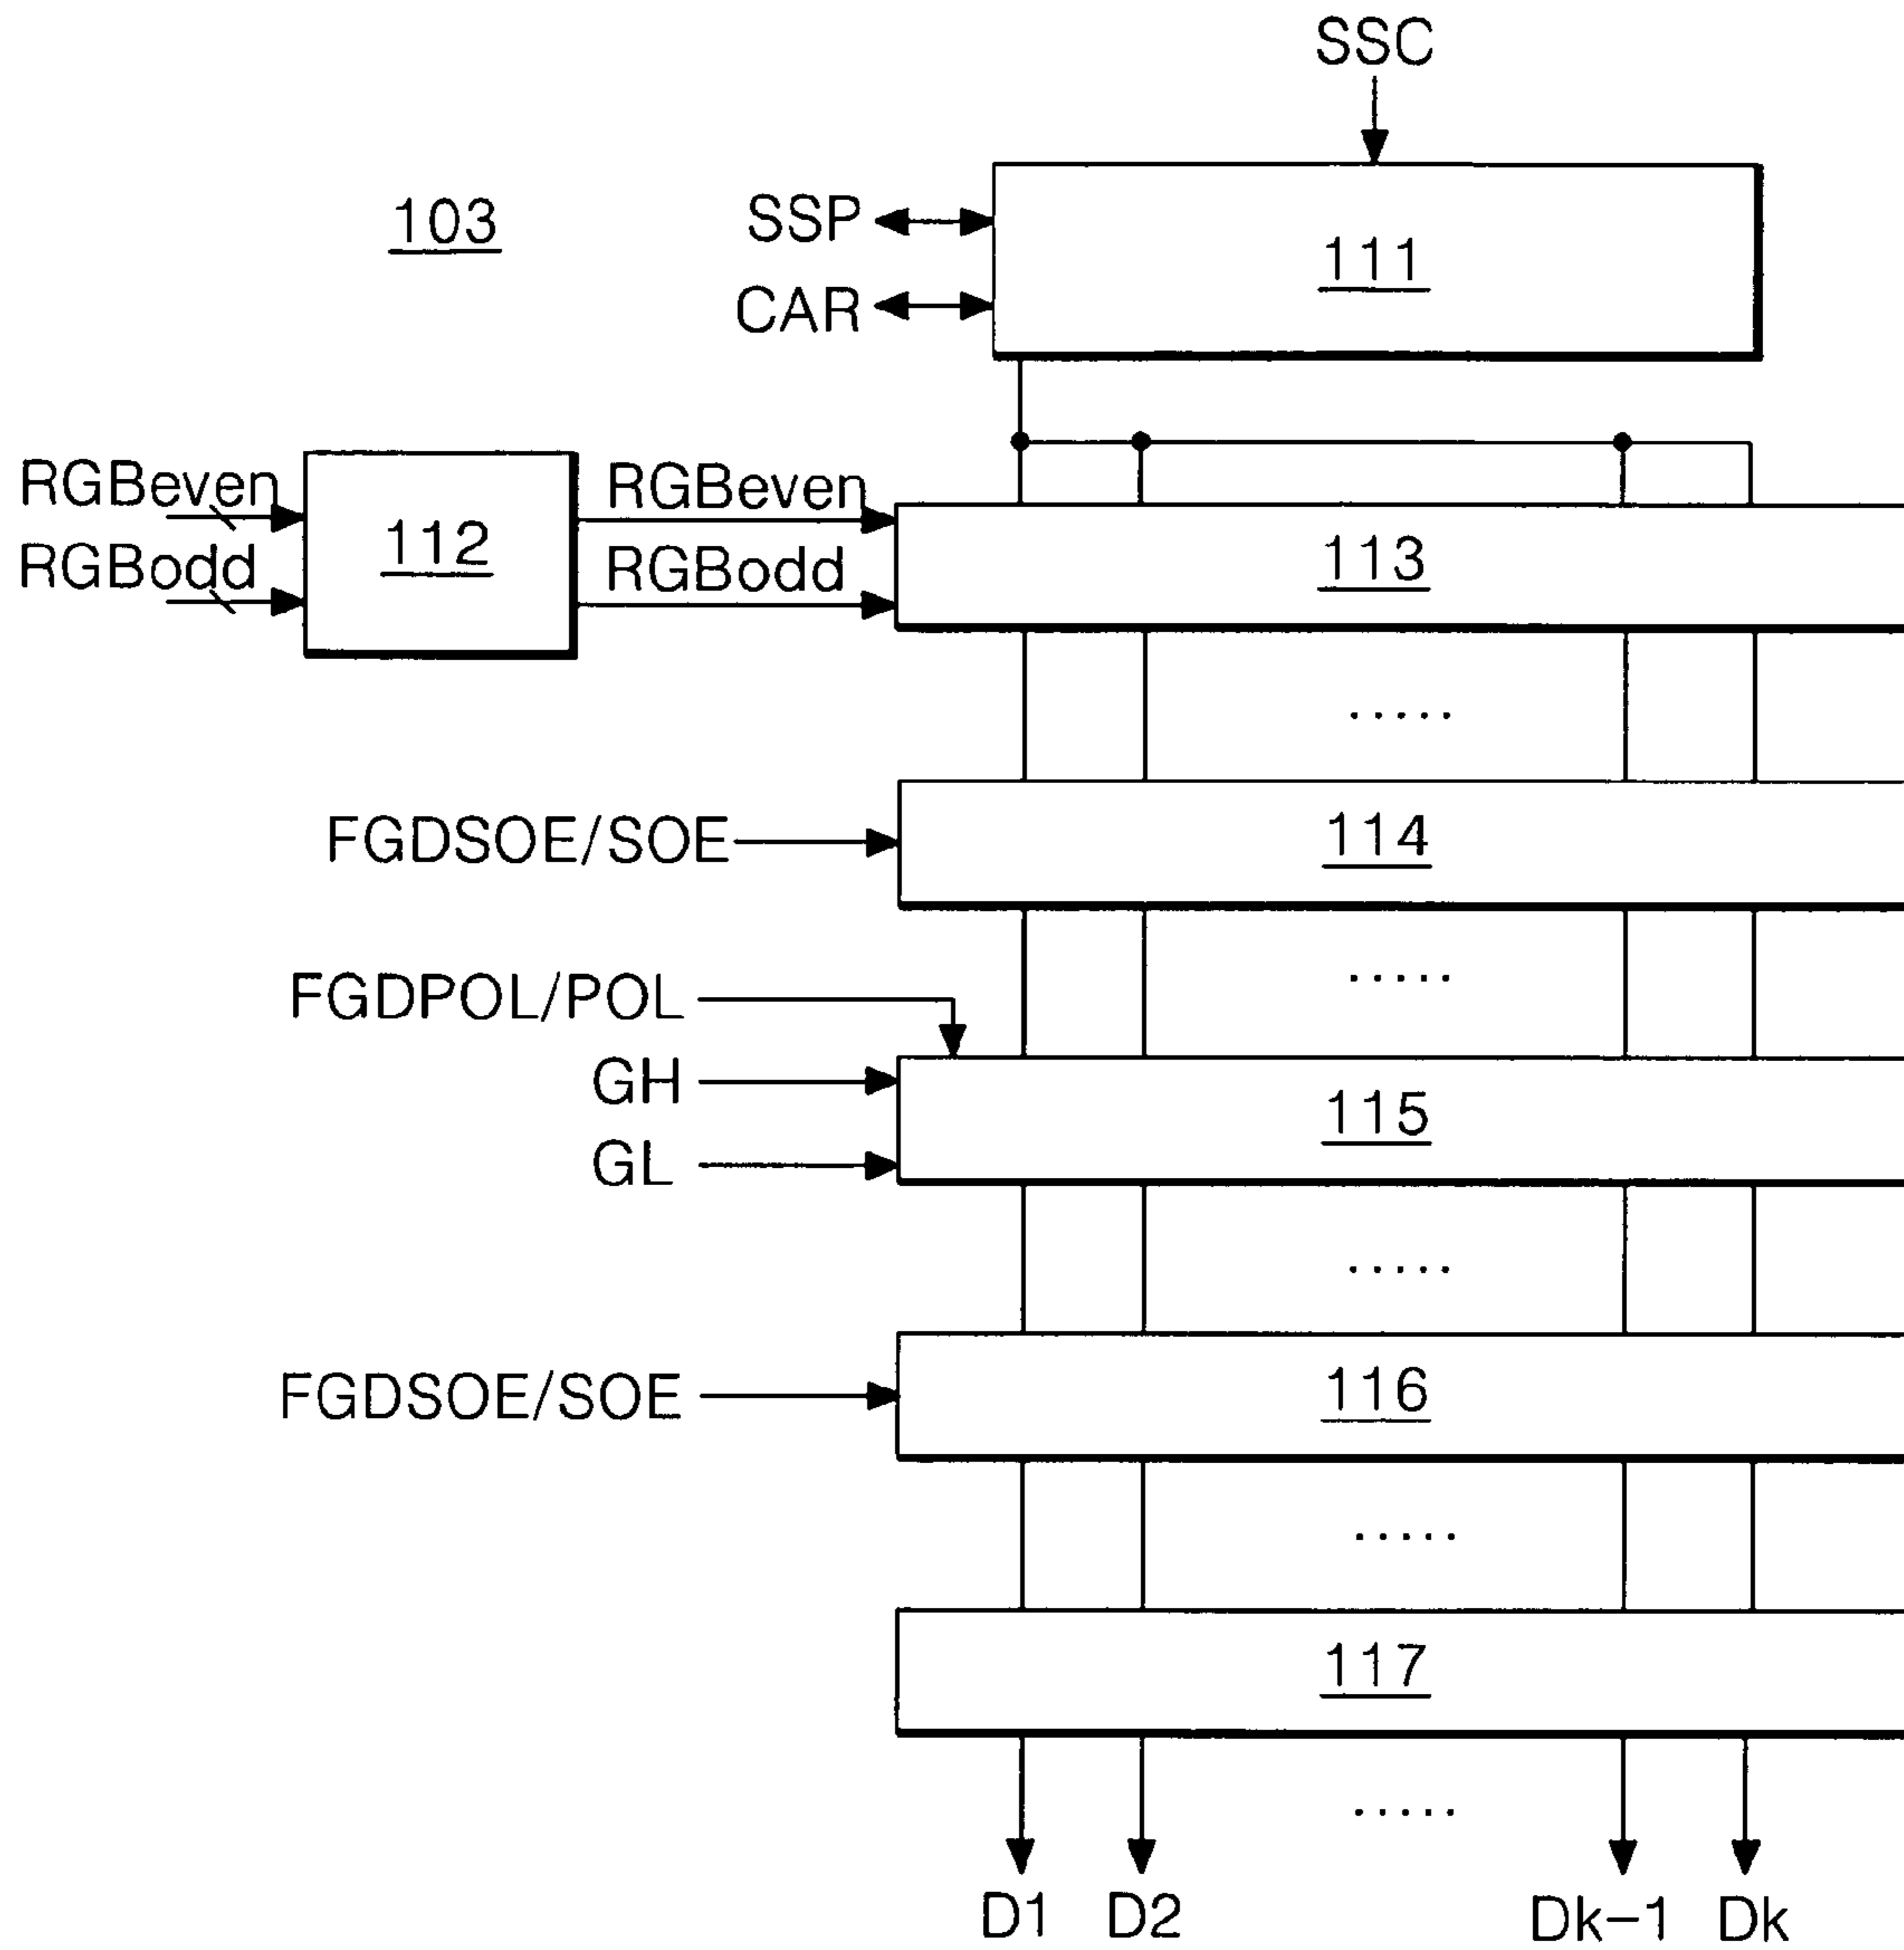 SSC
103
SSP
111
CAR
RGBeven
RGBeven
112
113
RGBodd
RGBodd
.....
FGDSOE/SOE
114
.....
FGDPOL/POL
GH
115
GL
.....
FGDSOE/SOE
116
.....
117
.....
D1
D2
Dk-1
Dk